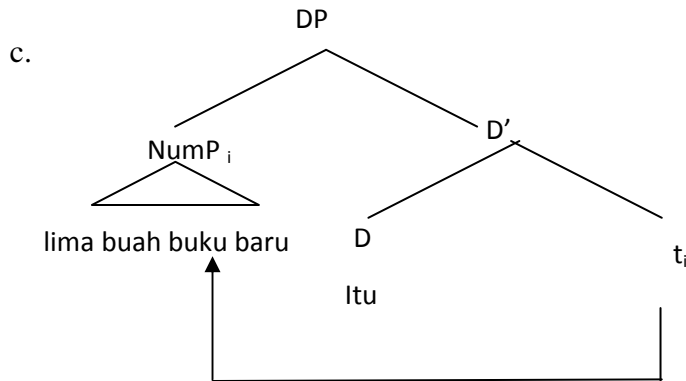 DP
c.
D’
NumP i
lima buah buku baru
D
ti
Itu